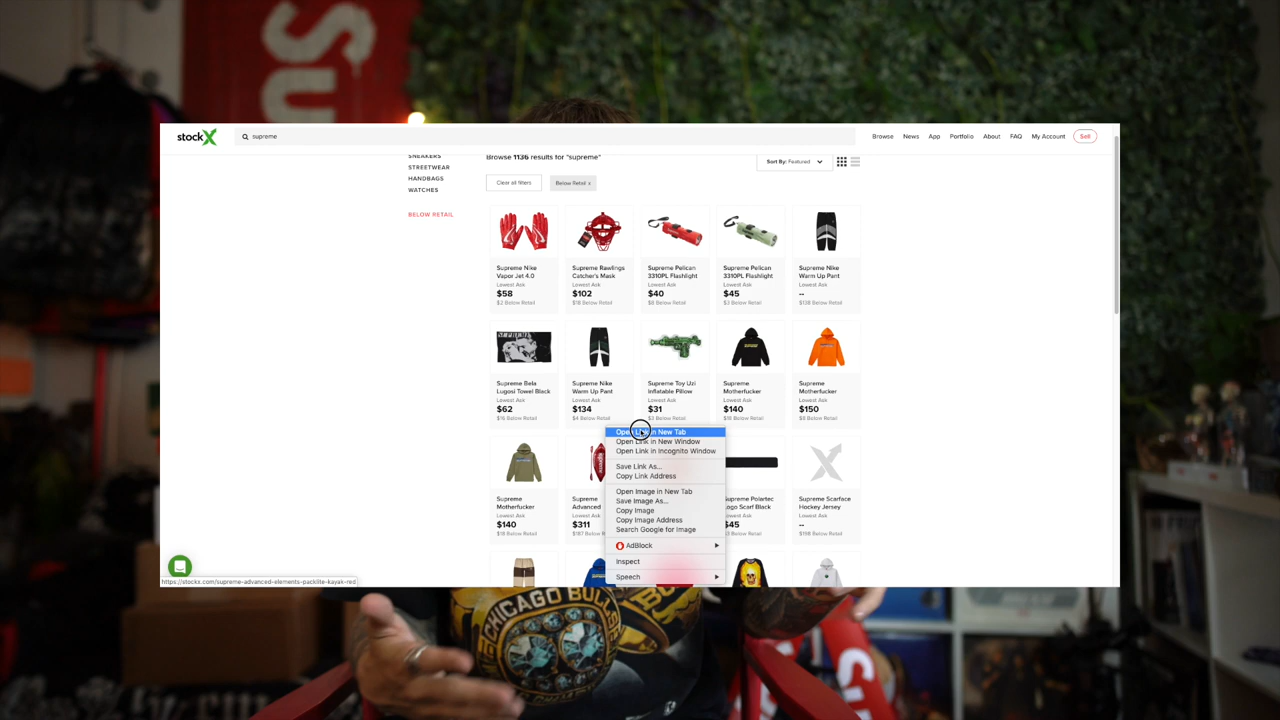 Su
stockX
supreme
Browse
News
App
Portfolio
About
FAQ
My Account
Sell
SNEAKERS
STREETWEAR
HANDBAGS
WATCHES
BELOW RETAIL
Browse 1136 results for "supreme"
Sort By: Featured
Clear all filters
Below Retail x
Supreme Nike
Vapor Jet 4.0
Lowest Ask
$58
$2 Below Retail
Supreme Rawlings
Catcher's Mask
Lowest Ask
$102
$18 Below Retail
Supreme Pelican
3310PL Flashlight
Lowest Ask
$40
$8 Below Retail
Supreme Pelican
3310PL Flashlight
Lowest Ask
$45
$3 Below Retail
Supreme Nike
Warm Up Pant
Lowest Ask
--
$138 Below Retail
Supreme Bela
Lugosi Towel Black
Lowest Ask
$62
$16 Below Retail
Supreme Nike
Warm Up Pant
Lowest Ask
$134
$4 Below Retail
Supreme Toy Uzi
Inflatable Pillow
Lowest Ask
$31
$3 Below Retail
Supreme
Motherfucker
Lowest Ask
$140
$18 Below Retail
Supreme
Motherfucker
Lowest Ask
$150
$8 Below Retail
Supreme
Motherfucker
Lowest Ask
$140
$18 Below Retail
Supreme
Advanced
Lowest Ask
$311
$187 Below Retail
Supreme Polartec
Logo Scarf Black
Lowest Ask
$45
Below Retail
Supreme Scarface
Hockey Jersey
Lowest Ask
--
$198 Below Retail
Open Link in New Tab
Open Link in New Window
Open Link in Incognito Window
Save Link As...
Copy Link Address
Open Image in New Tab
Save Image As...
Copy Image
Copy Image Address
Search Google for Image
AdBlock
Inspect
Speech
https://stockx.com/supreme-advanced-elements-packlite-kayak-red
CHICAGO BULLS
Su